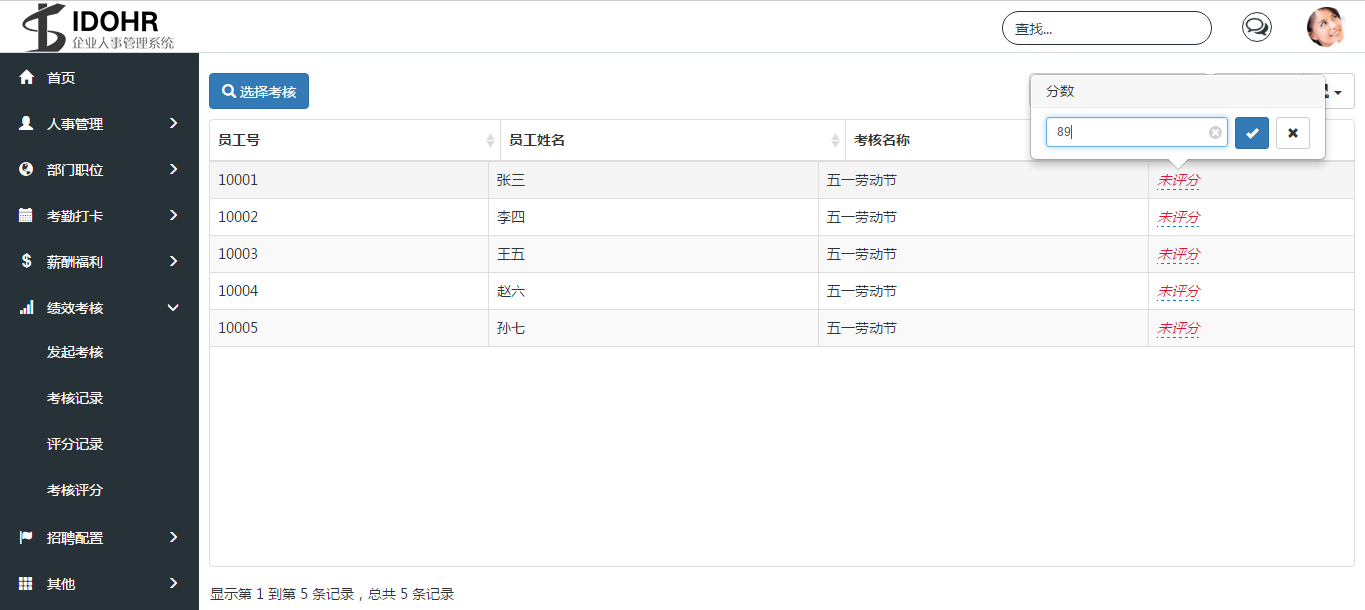 IDOHR
企业人事管理系统
查找...
首页
人事管理
部门职位
考勤打卡
薪酬福利
绩效考核
发起考核
考核记录
评分记录
考核评分
招聘配置
其他
选择考核
分数
89
员工号 员工姓名 考核名称
10001 张三 五一劳动节 未评分
10002 李四 五一劳动节 未评分
10003 王五 五一劳动节 未评分
10004 赵六 五一劳动节 未评分
10005 孙七 五一劳动节 未评分
显示第 1 到第 5 条记录，总共 5 条记录